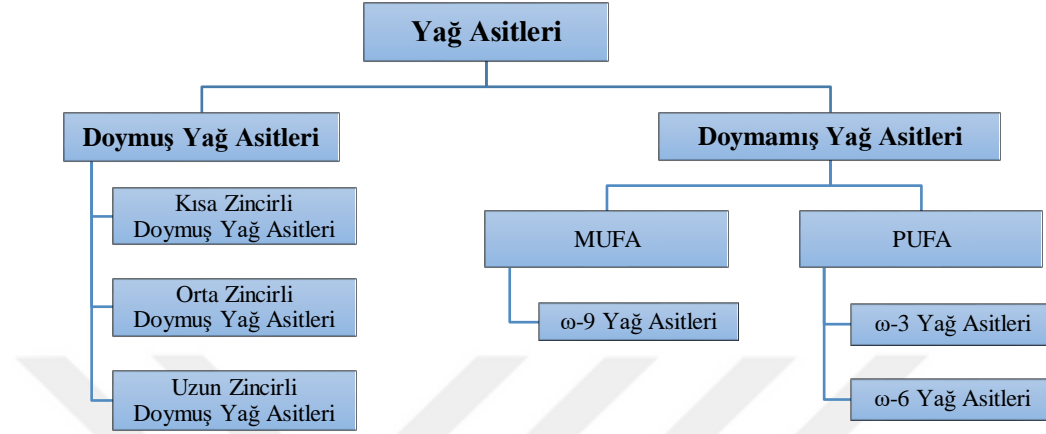 Yağ Asitleri
Doymuş Yağ Asitleri
Kısa Zincirli
Doymuş Yağ Asitleri
Orta Zincirli
Doymuş Yağ Asitleri
Uzun Zincirli
Doymuş Yağ Asitleri
Doymamış Yağ Asitleri
MUFA
ω-9 Yağ Asitleri
PUFA
ω-3 Yağ Asitleri
ω-6 Yağ Asitleri